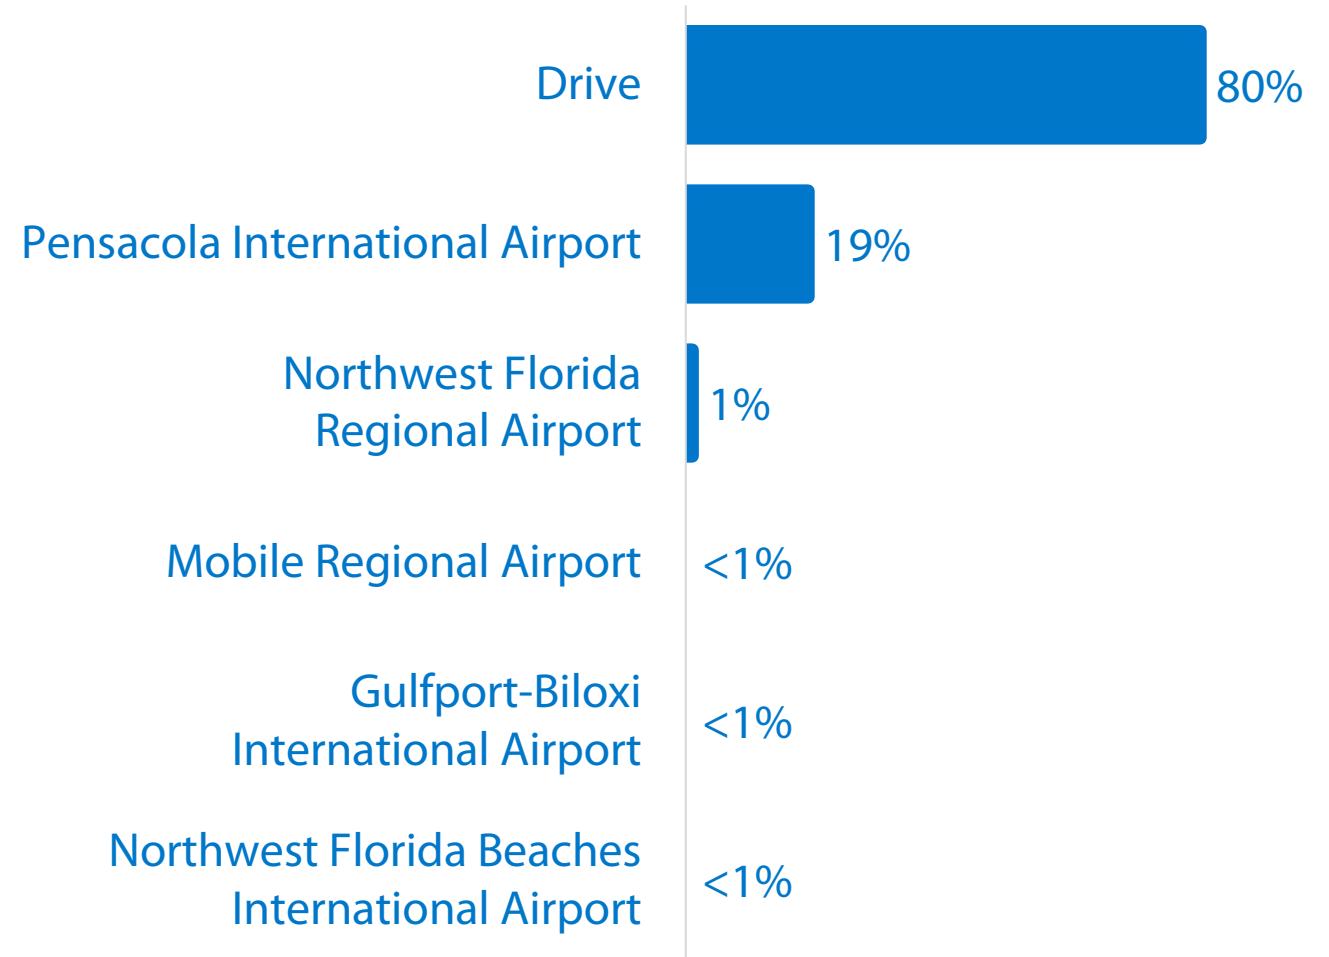 Drive
80%
Pensacola International Airport
19%
Northwest Florida
Regional Airport
1%
Mobile Regional Airport
<1%
Gulfport-Biloxi
International Airport
<1%
Northwest Florida Beaches
International Airport
<1%